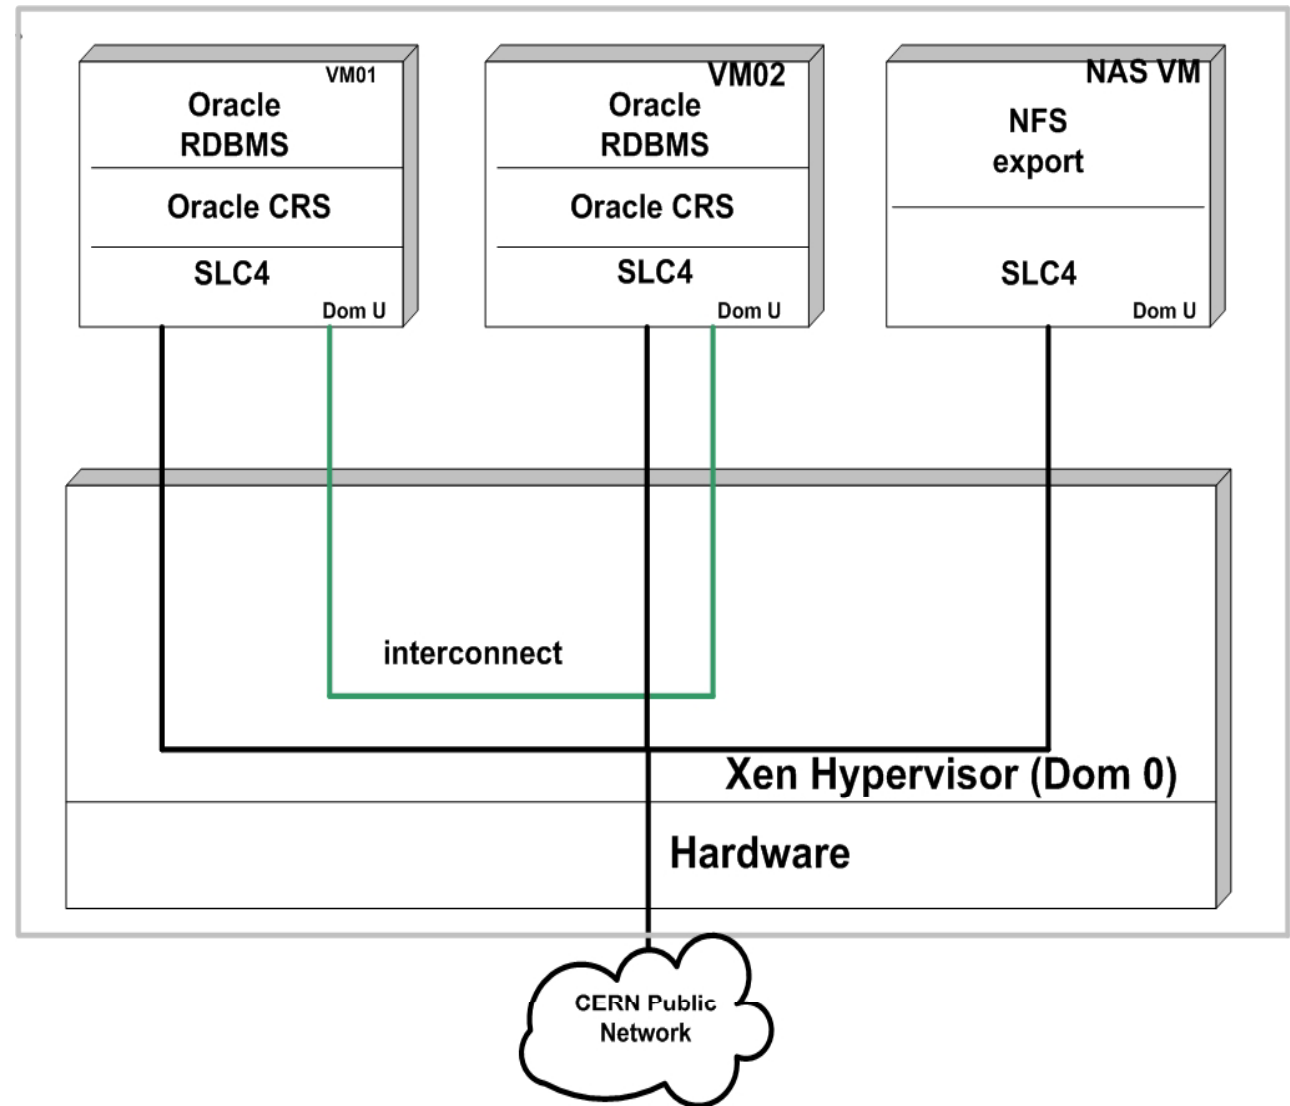 VM01
Oracle
RDBMS
Oracle CRS
SLC4
Dom U
VM02
Oracle
RDBMS
Oracle CRS
SLC4
Dom U
NAS VM
NFS
export
SLC4
Dom U
interconnect
Xen Hypervisor (Dom 0)
Hardware
CERN Public
Network